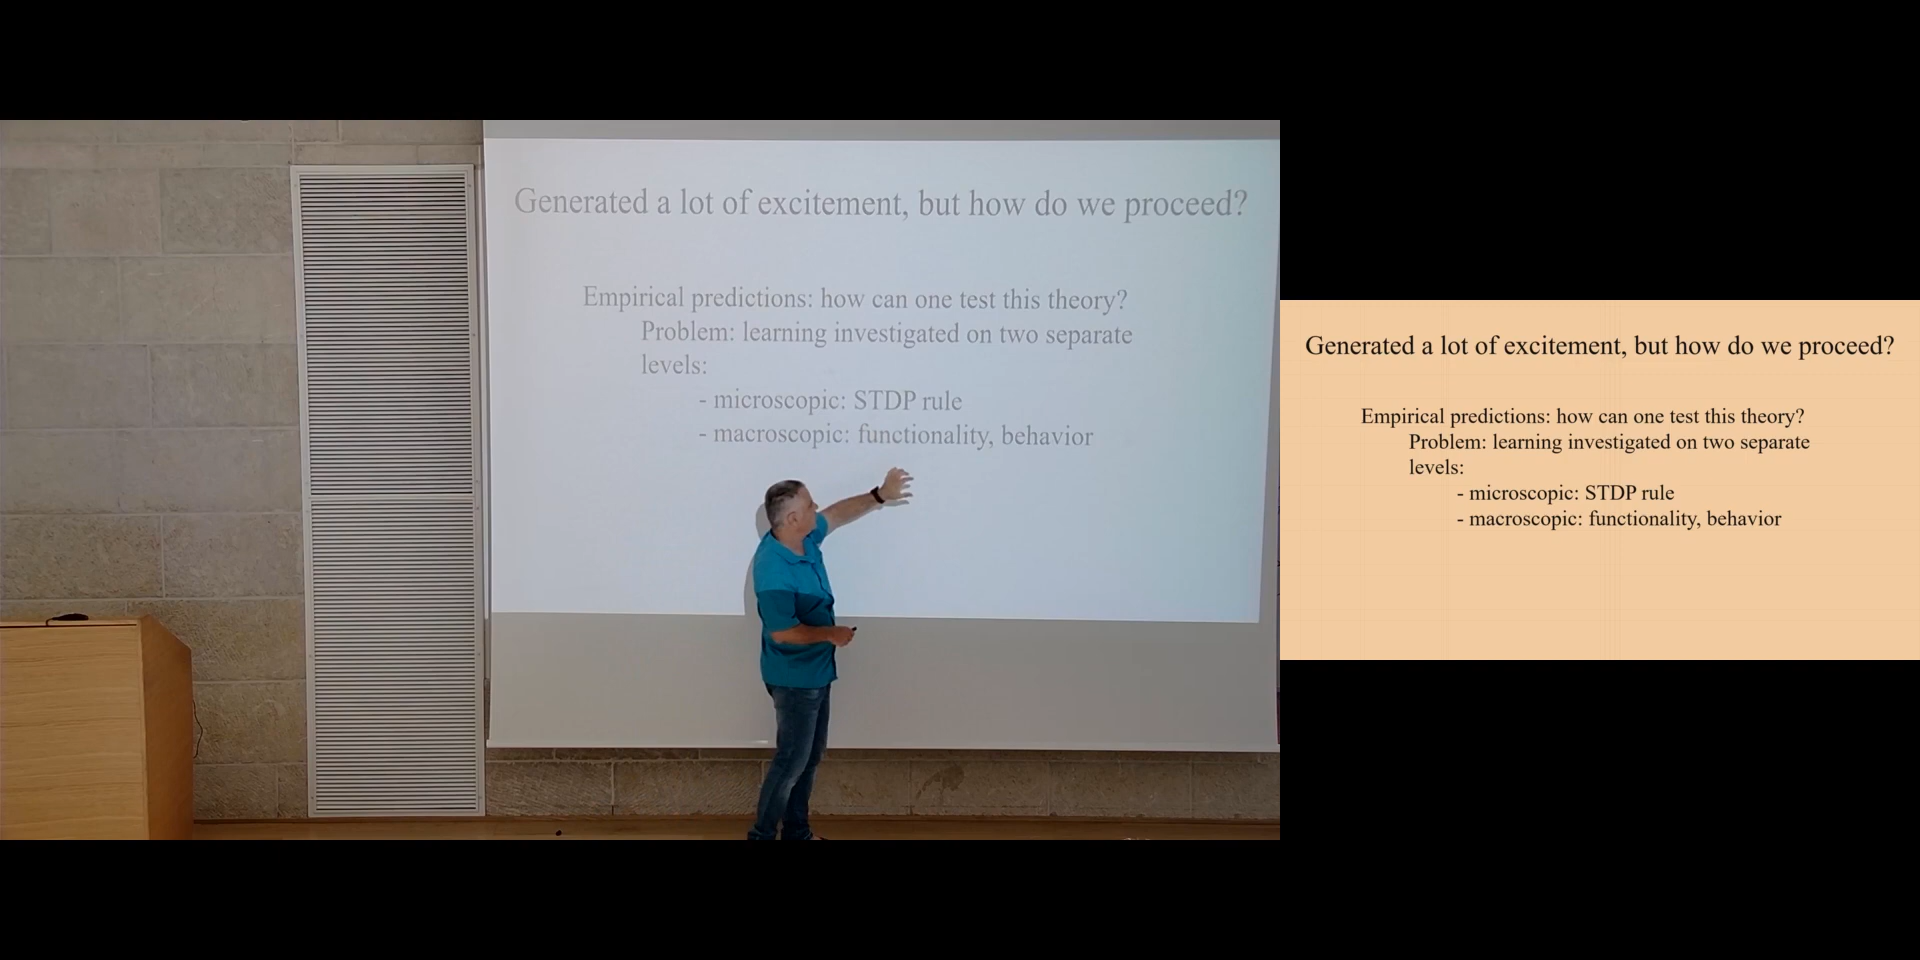 Generated a lot of excitement, but how do we proceed?
Empirical predictions: how can one test this theory?
Problem: learning investigated on two separate
levels:
- microscopic: STDP rule
- macroscopic: functionality, behavior
Generated a lot of excitement, but how do we proceed?
Empirical predictions: how can one test this theory?
Problem: learning investigated on two separate
levels:
- microscopic: STDP rule
- macroscopic: functionality, behavior